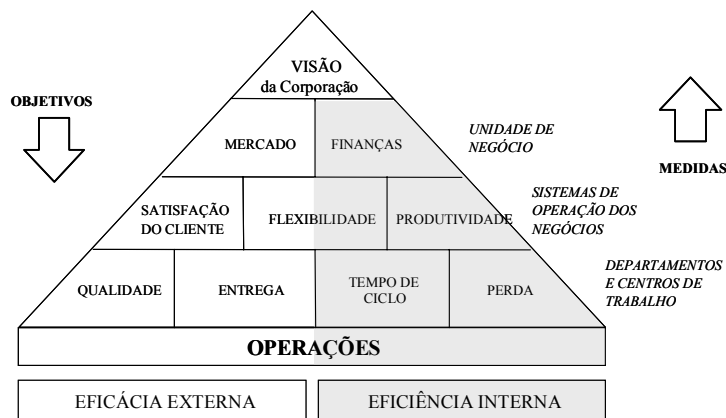 VISÃO
da Corporação
OBJETIVOS
MERCADO
FINANÇAS
UNIDADE DE
NEGÓCIO
MEDIDAS
SATISFAÇÃO
DO CLIENTE
FLEXIBILIDADE
PRODUTIVIDADE
SISTEMAS DE
OPERAÇÃO DOS
NEGÓCIOS
QUALIDADE
ENTREGA
TEMPO DE
CICLO
PERDA
DEPARTAMENTOS
E CENTROS DE
TRABALHO
OPERAÇÕES
EFICÁCIA EXTERNA
EFICIÊNCIA INTERNA